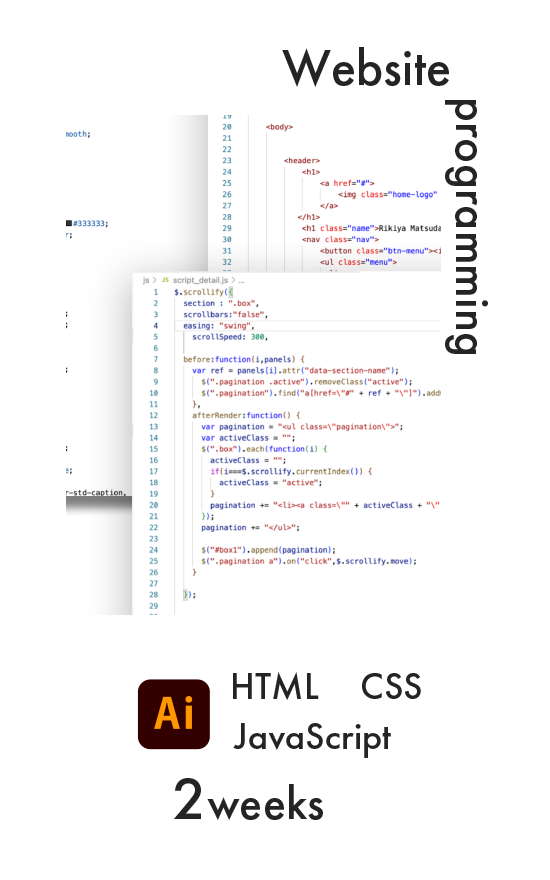 Website
programming
mooth;
#333333;
r;
;
;
;
;
e;
r-std-caption,
19
20 <body>
21
22
23 <header>
24 <h1>
25 <a href="#">
26 <img class="home-logo"
27 </a>
28 </h1>
29 <h1 class="name">Rikiya Matsuda
30 <nav class="nav">
31 <button class="btn-menu"><i
32 <ul class="menu">
js > JS script_detail.js > ...
1 $.scrollify({
2 section : ".box",
3 scrollbars:"false",
4 easing: "swing",
5 scrollSpeed: 300,
6
7 before:function(i,panels) {
8 var ref = panels[i].attr("data-section-name");
9 $(".pagination .active").removeClass("active");
10 $(".pagination").find("a[href=\"#" + ref + "\"]").add
11 },
12 afterRender:function() {
13 var pagination = "<ul class=\"pagination\">";
14 var activeClass = "";
15 $(".box").each(function(i) {
16 activeClass = "";
17 if(i===$.scrollify.currentIndex()) {
18 activeClass = "active";
19 }
20 pagination += "<li><a class=\"" + activeClass + "\"
21 });
22 pagination += "</ul>";
23
24 $("#box1").append(pagination);
25 $(".pagination a").on("click",$.scrollify.move);
26 }
27
28 });
29
Ai
HTML CSS
JavaScript
2weeks